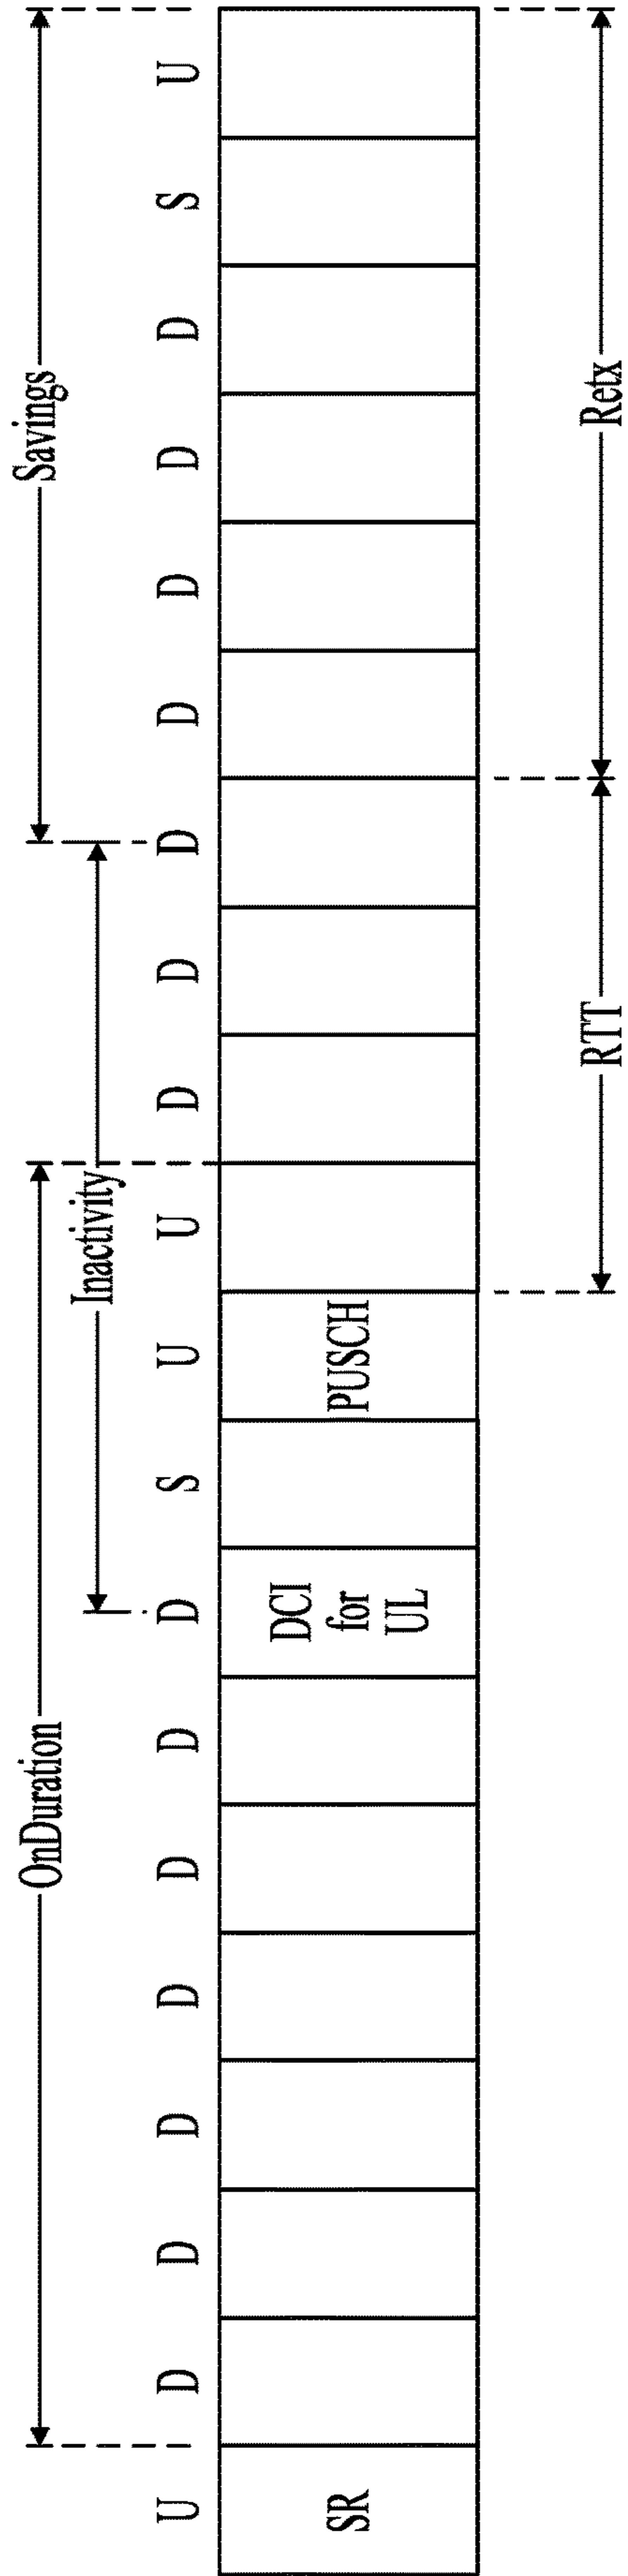 OnDuration Savings
Inactivity
U D D D D D D D S U U D D D D D D D S U
SR
DCI
for
UL
PUSCH
RTT Retx